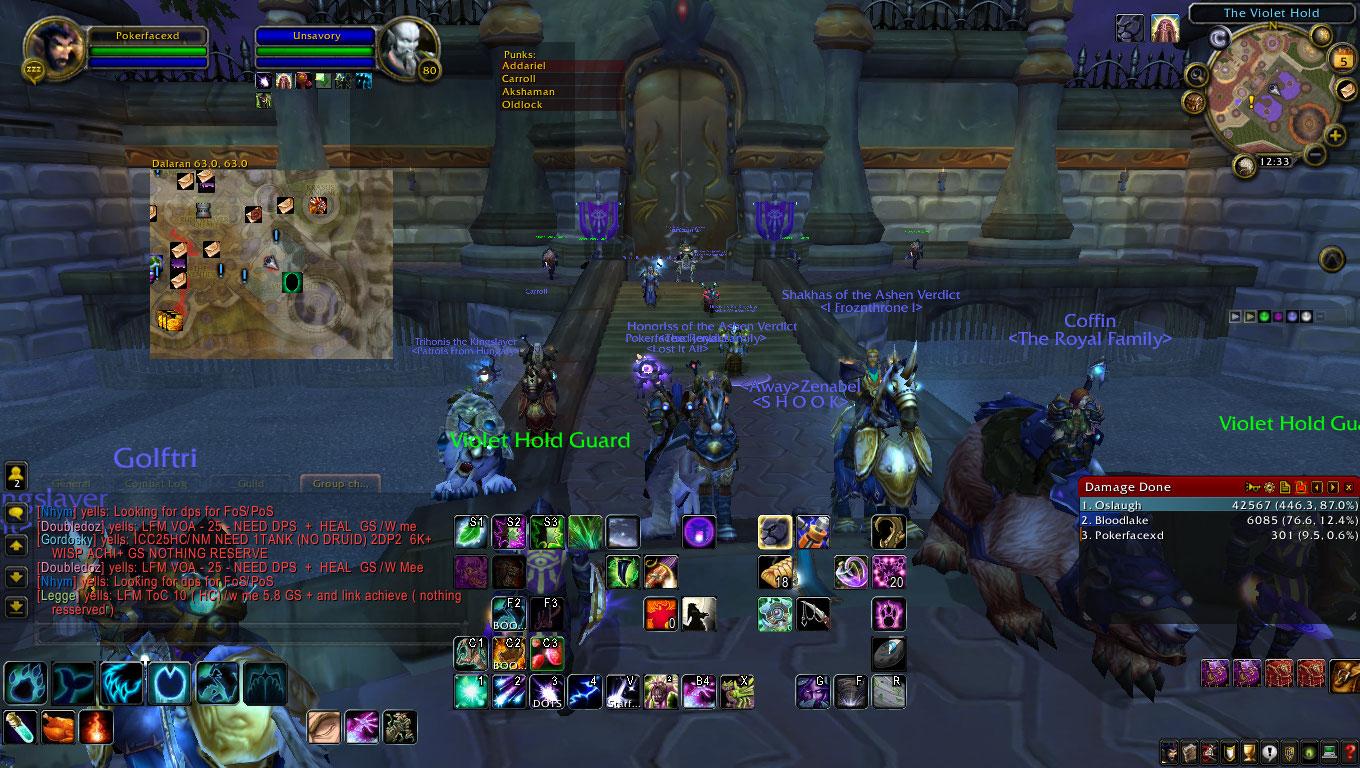 Pokerfacexd
Unsavory
80
zzz
Punks:
Addariel
Carroll
Akshaman
Oldlock
The Violet Hold
N
5
12:33
Dalaran 63.0, 63.0
Carroll
Shakhas of the Ashen Verdict
<I Froznthrone I>
Coffin
<The Royal Family>
Honoriss of the Ashen Verdict
<Lost It All>
Trihonis the Kingslayer
<Patrols From Hungary>
<Away>Zenabel
<S H O O K>
Violet Hold Guard
Violet Hold Gua
Golftri
ngslayer
2
General
Combat Log
Guild
Group ch...
[Nhym] yells: Looking for dps for FoS/PoS
[Doubledoz] yells: LFM VOA - 25 - NEED DPS + HEAL GS /W me
[Gordosky] yells: ICC25HC/NM NEED 1TANK (NO DRUID) 2DP2 6K+
WISP ACHI+ GS NOTHING RESERVE
[Doubledoz] yells: LFM VOA - 25 - NEED DPS + HEAL GS /W Mee
[Nhym] yells: Looking for dps for FoS/PoS
[Legge] yells: LFM ToC 10 ( HC)/w me 5.8 GS + and link achieve ( nothing
resserved )
Damage Done
1. Oslaugh 42567 (446.3, 87.0%)
2. Bloodlake 6085 (76.6, 12.4%)
3. Pokerfacexd 301 (9.5, 0.6%)
S1 S2 S3
18 20
F2 F3 0
BOO...
C1 C2 C3
BOO...
1 2 3 4 V 2 B4 X G F R
DOTS Starf...